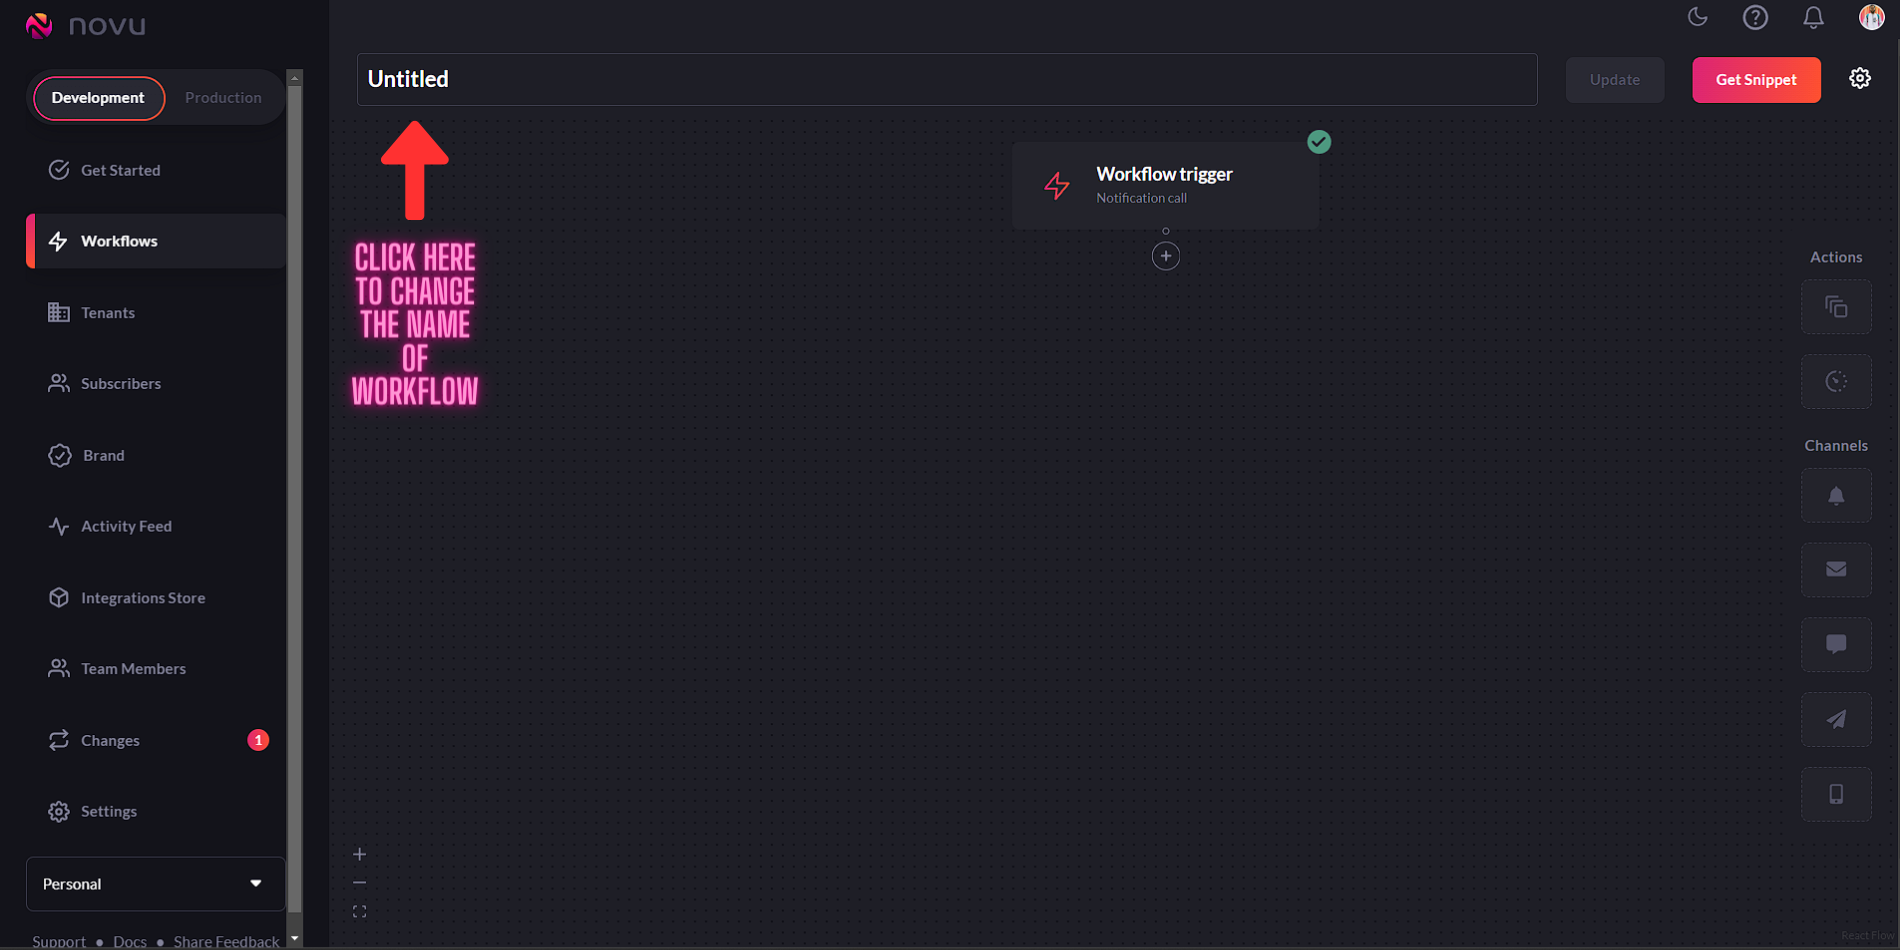 novu
Development
Production
Get Started
Workflows
Tenants
Subscribers
Brand
Activity Feed
Integrations Store
Team Members
Changes
1
Settings
Personal
Support • Docs • Share Feedback
Untitled
Update
Get Snippet
CLICK HERE
TO CHANGE
THE NAME
OF
WORKFLOW
Workflow trigger
Notification call
Actions
Channels
React Flow